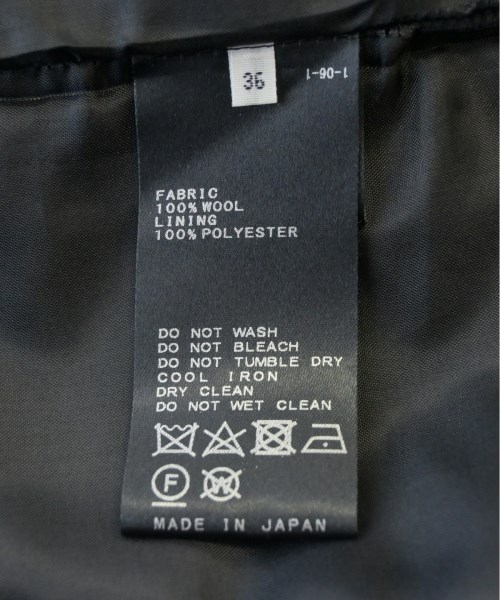 36
1-06-1
FABRIC
100% WOOL
LINING
100% POLYESTER
DO NOT WASH
DO NOT BLEACH
DO NOT TUMBLE DRY
COOL IRON
DRY CLEAN
DO NOT WET CLEAN
F W
MADE IN JAPAN